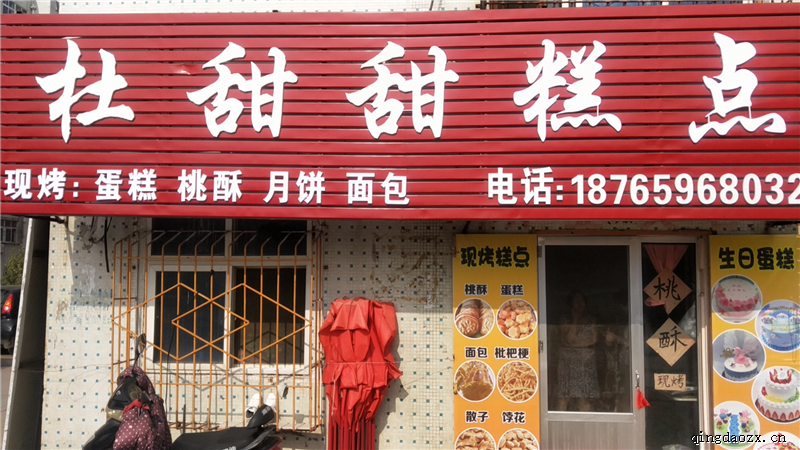 杜甜甜糕点
现烤：蛋糕 桃酥 月饼 面包 电话：18765968032
现烤糕点
桃酥 蛋糕
面包 枇杷梗
散子 饽花
桃
酥
现烤
生日蛋糕
qingdaozx.cn